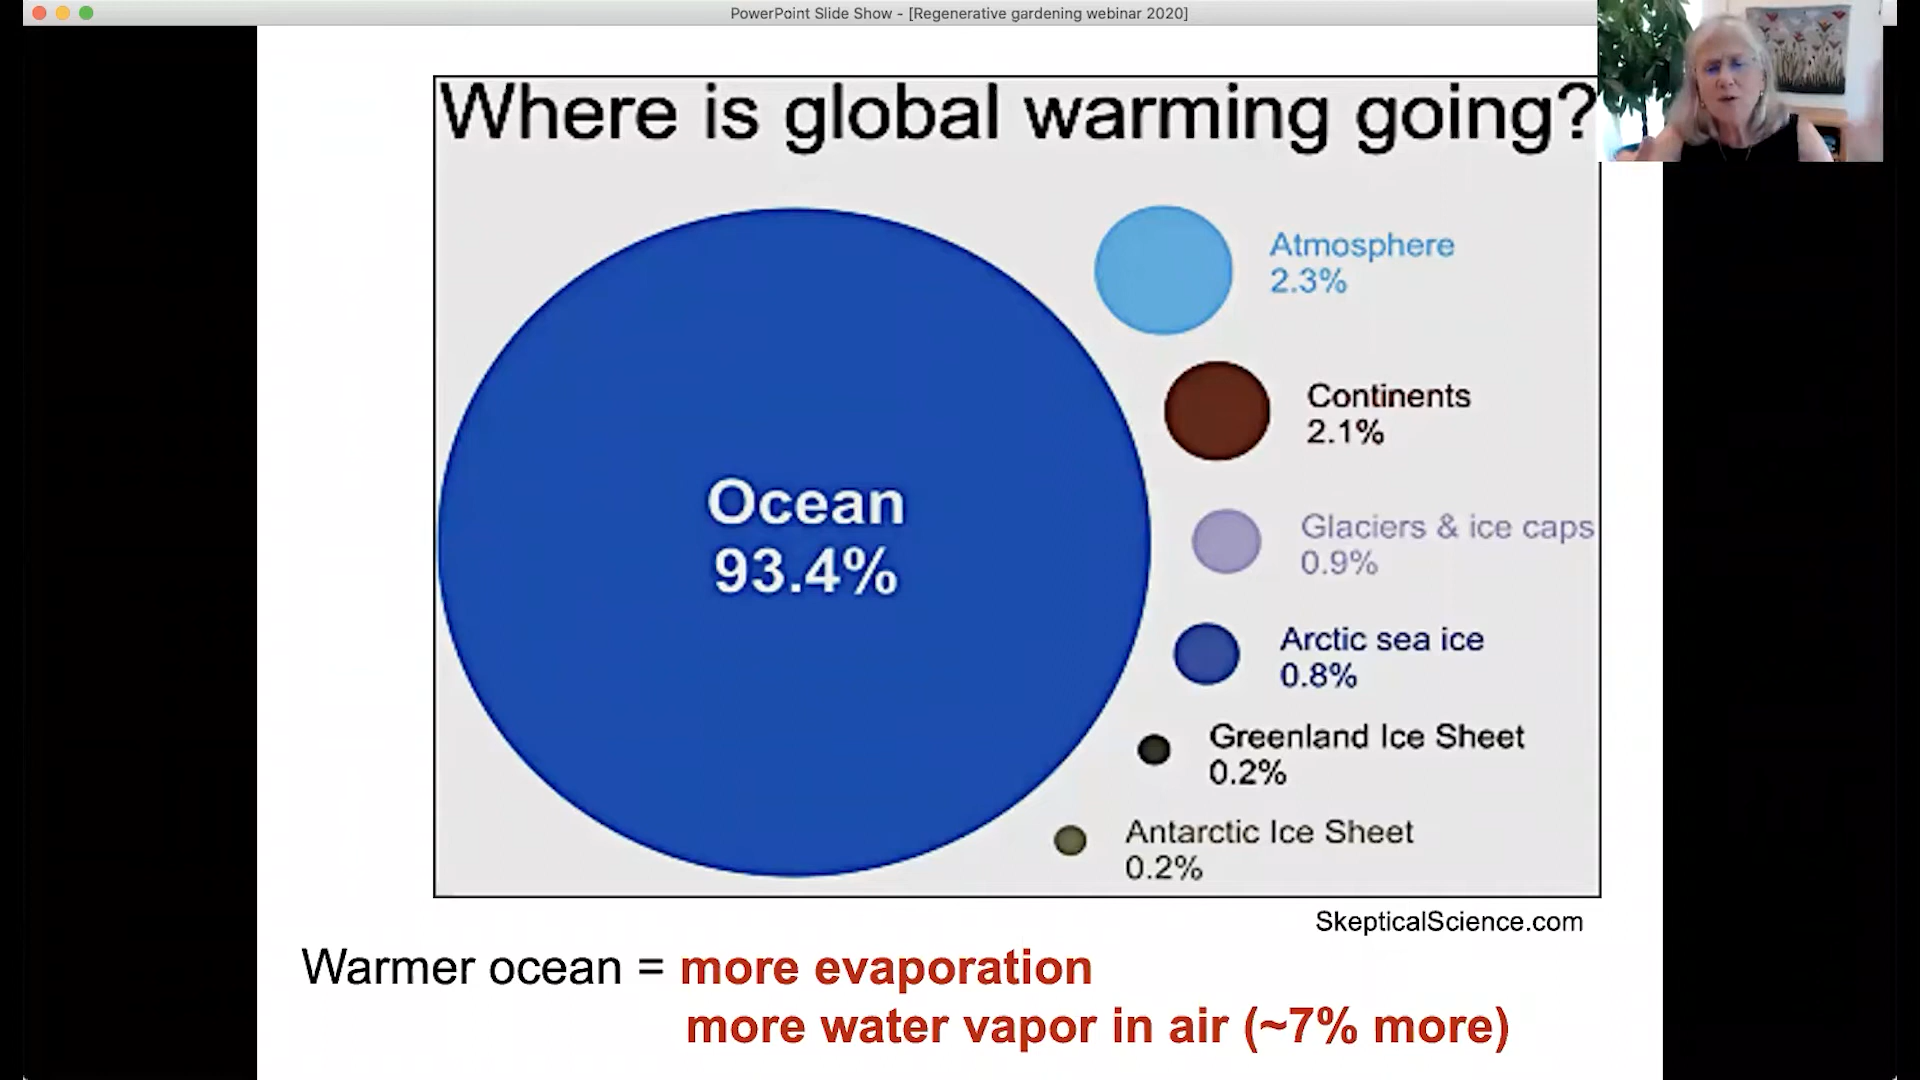 PowerPoint Slide Show - [Regenerative gardening webinar 2020]
Where is global warming going?
Ocean
93.4%
Atmosphere
2.3%
Continents
2.1%
Glaciers & ice caps
0.9%
Arctic sea ice
0.8%
Greenland Ice Sheet
0.2%
Antarctic Ice Sheet
0.2%
SkepticalScience.com
Warmer ocean = more evaporation
more water vapor in air (~7% more)